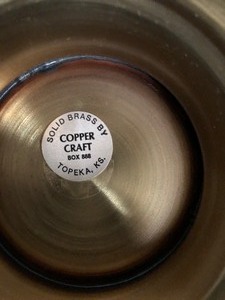 SOLID BRASS BY
COPPER
CRAFT
BOX 888
TOPEKA, KS.